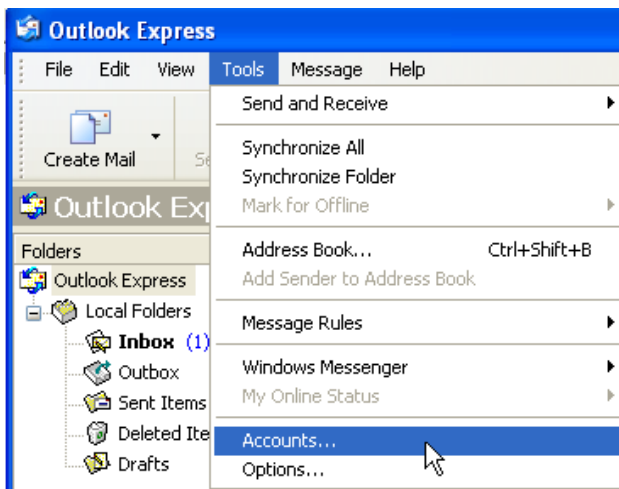 Outlook Express
File Edit View Tools Message Help
Send and Receive
Create Mail
Synchronize All
Synchronize Folder
Mark for Offline
Outlook
Folders
Address Book... Ctrl+Shift+B
Add Sender to Address Book
Outlook Express
Local Folders
Message Rules
Inbox (1)
Windows Messenger
Outbox
My Online Status
Sent Items
Deleted Ite
Accounts...
Drafts
Options...